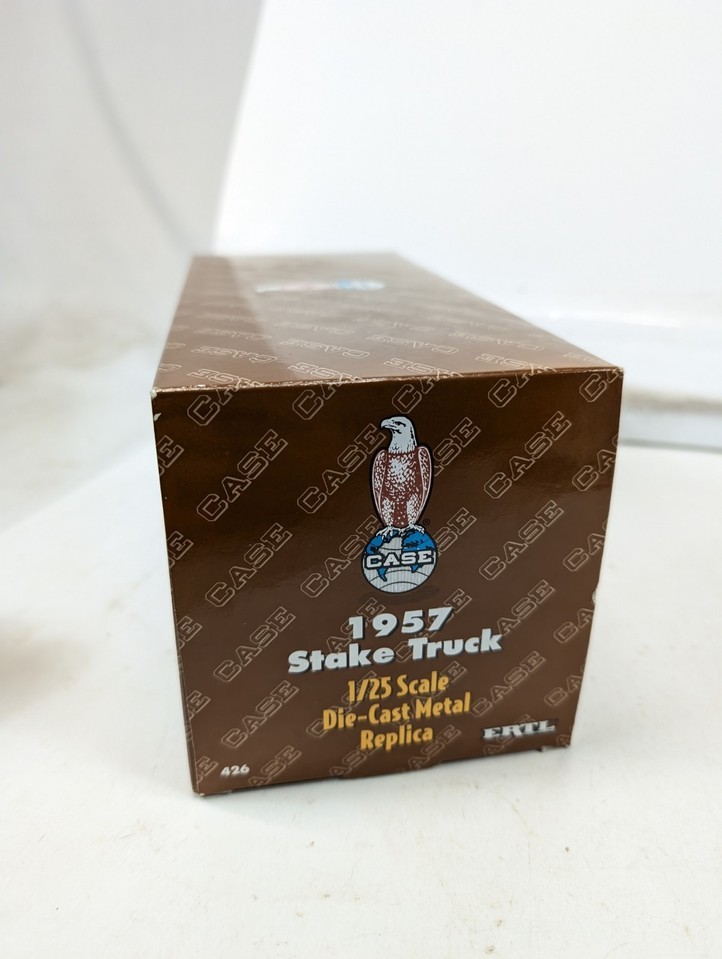 CASE
1957
Stake Truck
1/25 Scale
Die-Cast Metal
Replica
ERTL
426